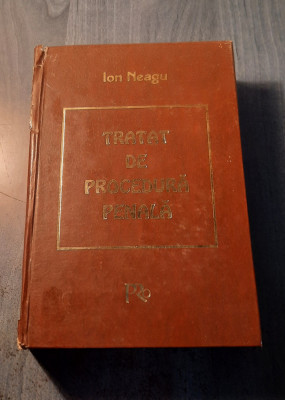 Ion Neagu
TRATAT
DE
PROCEDURĂ
PENALĂ